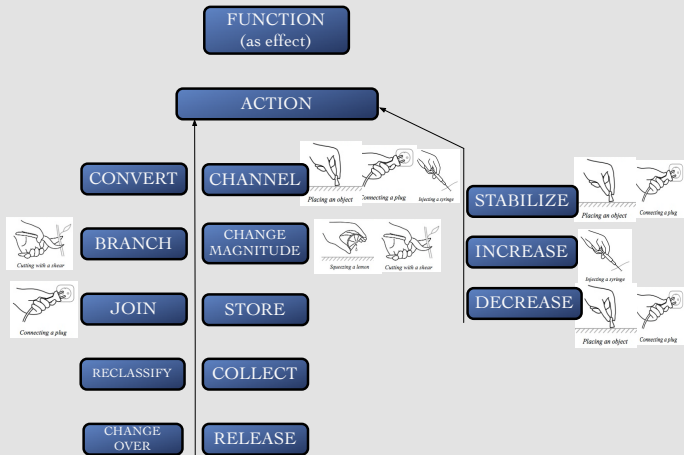 FUNCTION
(as effect)
ACTION
CONVERT
CHANNEL
Placing an object
Connecting a plug
Injecting a syringe
STABILIZE
Placing an object
Connecting a plug
Cutting with a shear
BRANCH
CHANGE
MAGNITUDE
Squeezing a lemon
Cutting with a shear
INCREASE
Injecting a syringe
Connecting a plug
JOIN
STORE
DECREASE
Placing an object
Connecting a plug
RECLASSIFY
COLLECT
CHANGE
OVER
RELEASE